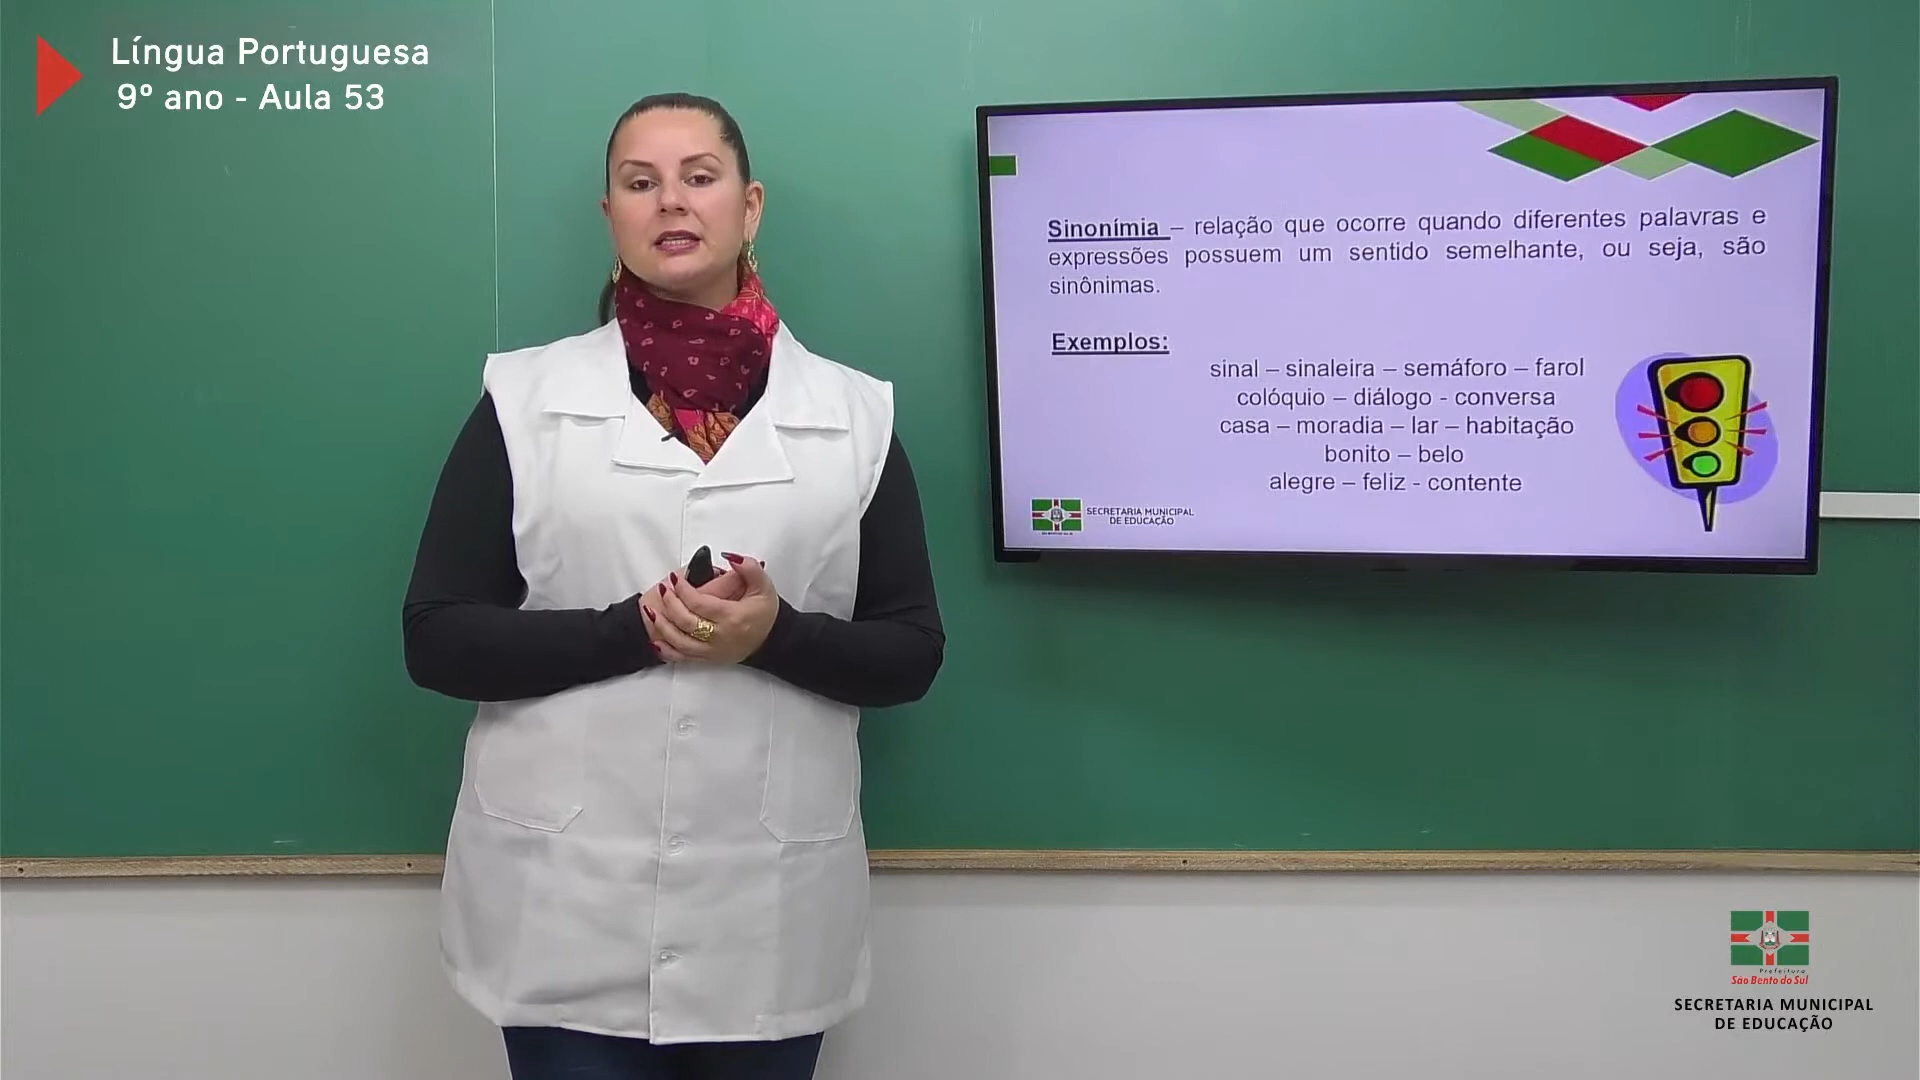 Língua Portuguesa
9º ano - Aula 53
Sinonímia – relação que ocorre quando diferentes palavras e
expressões possuem um sentido semelhante, ou seja, são
sinônimas.
Exemplos:
sinal – sinaleira – semáforo – farol
colóquio – diálogo - conversa
casa – moradia – lar – habitação
bonito – belo
alegre – feliz - contente
SECRETARIA MUNICIPAL
DE EDUCAÇÃO
Prefeitura
São Bento do Sul
SECRETARIA MUNICIPAL
DE EDUCAÇÃO